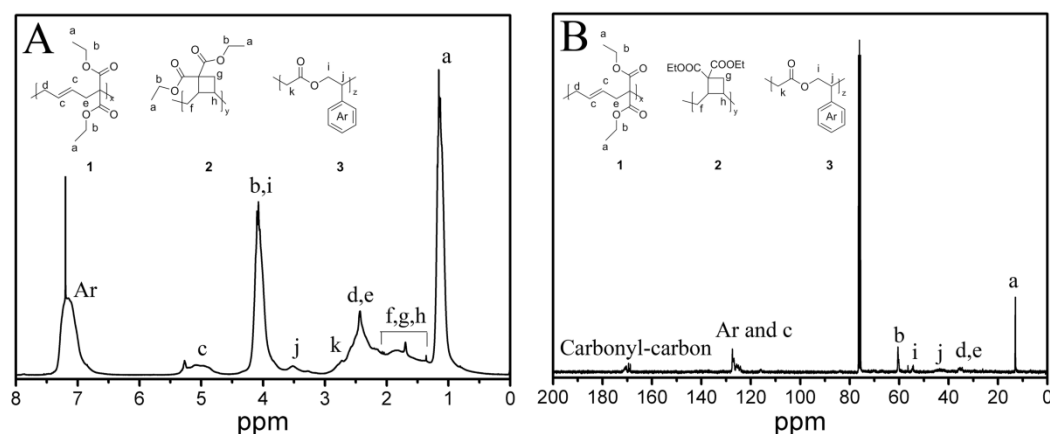 A
a
b
O
O
d
c
c
e
x
O
O
b
a
1
b
a
O
O
O
b
O
a
g
f
h
y
2
O
i
O
k
j
z
Ar
3
a
b,i
Ar
c
j
k
d,e
f,g,h
8 7 6 5 4 3 2 1 0
ppm
B
a
b
O
O
d
c
c
e
x
O
O
b
a
1
EtOOC COOEt
g
f
h
y
2
O
i
O
k
j
z
Ar
3
Carbonyl-carbon
Ar and c
b
i
j
d,e
a
200 180 160 140 120 100 80 60 40 20 0
ppm